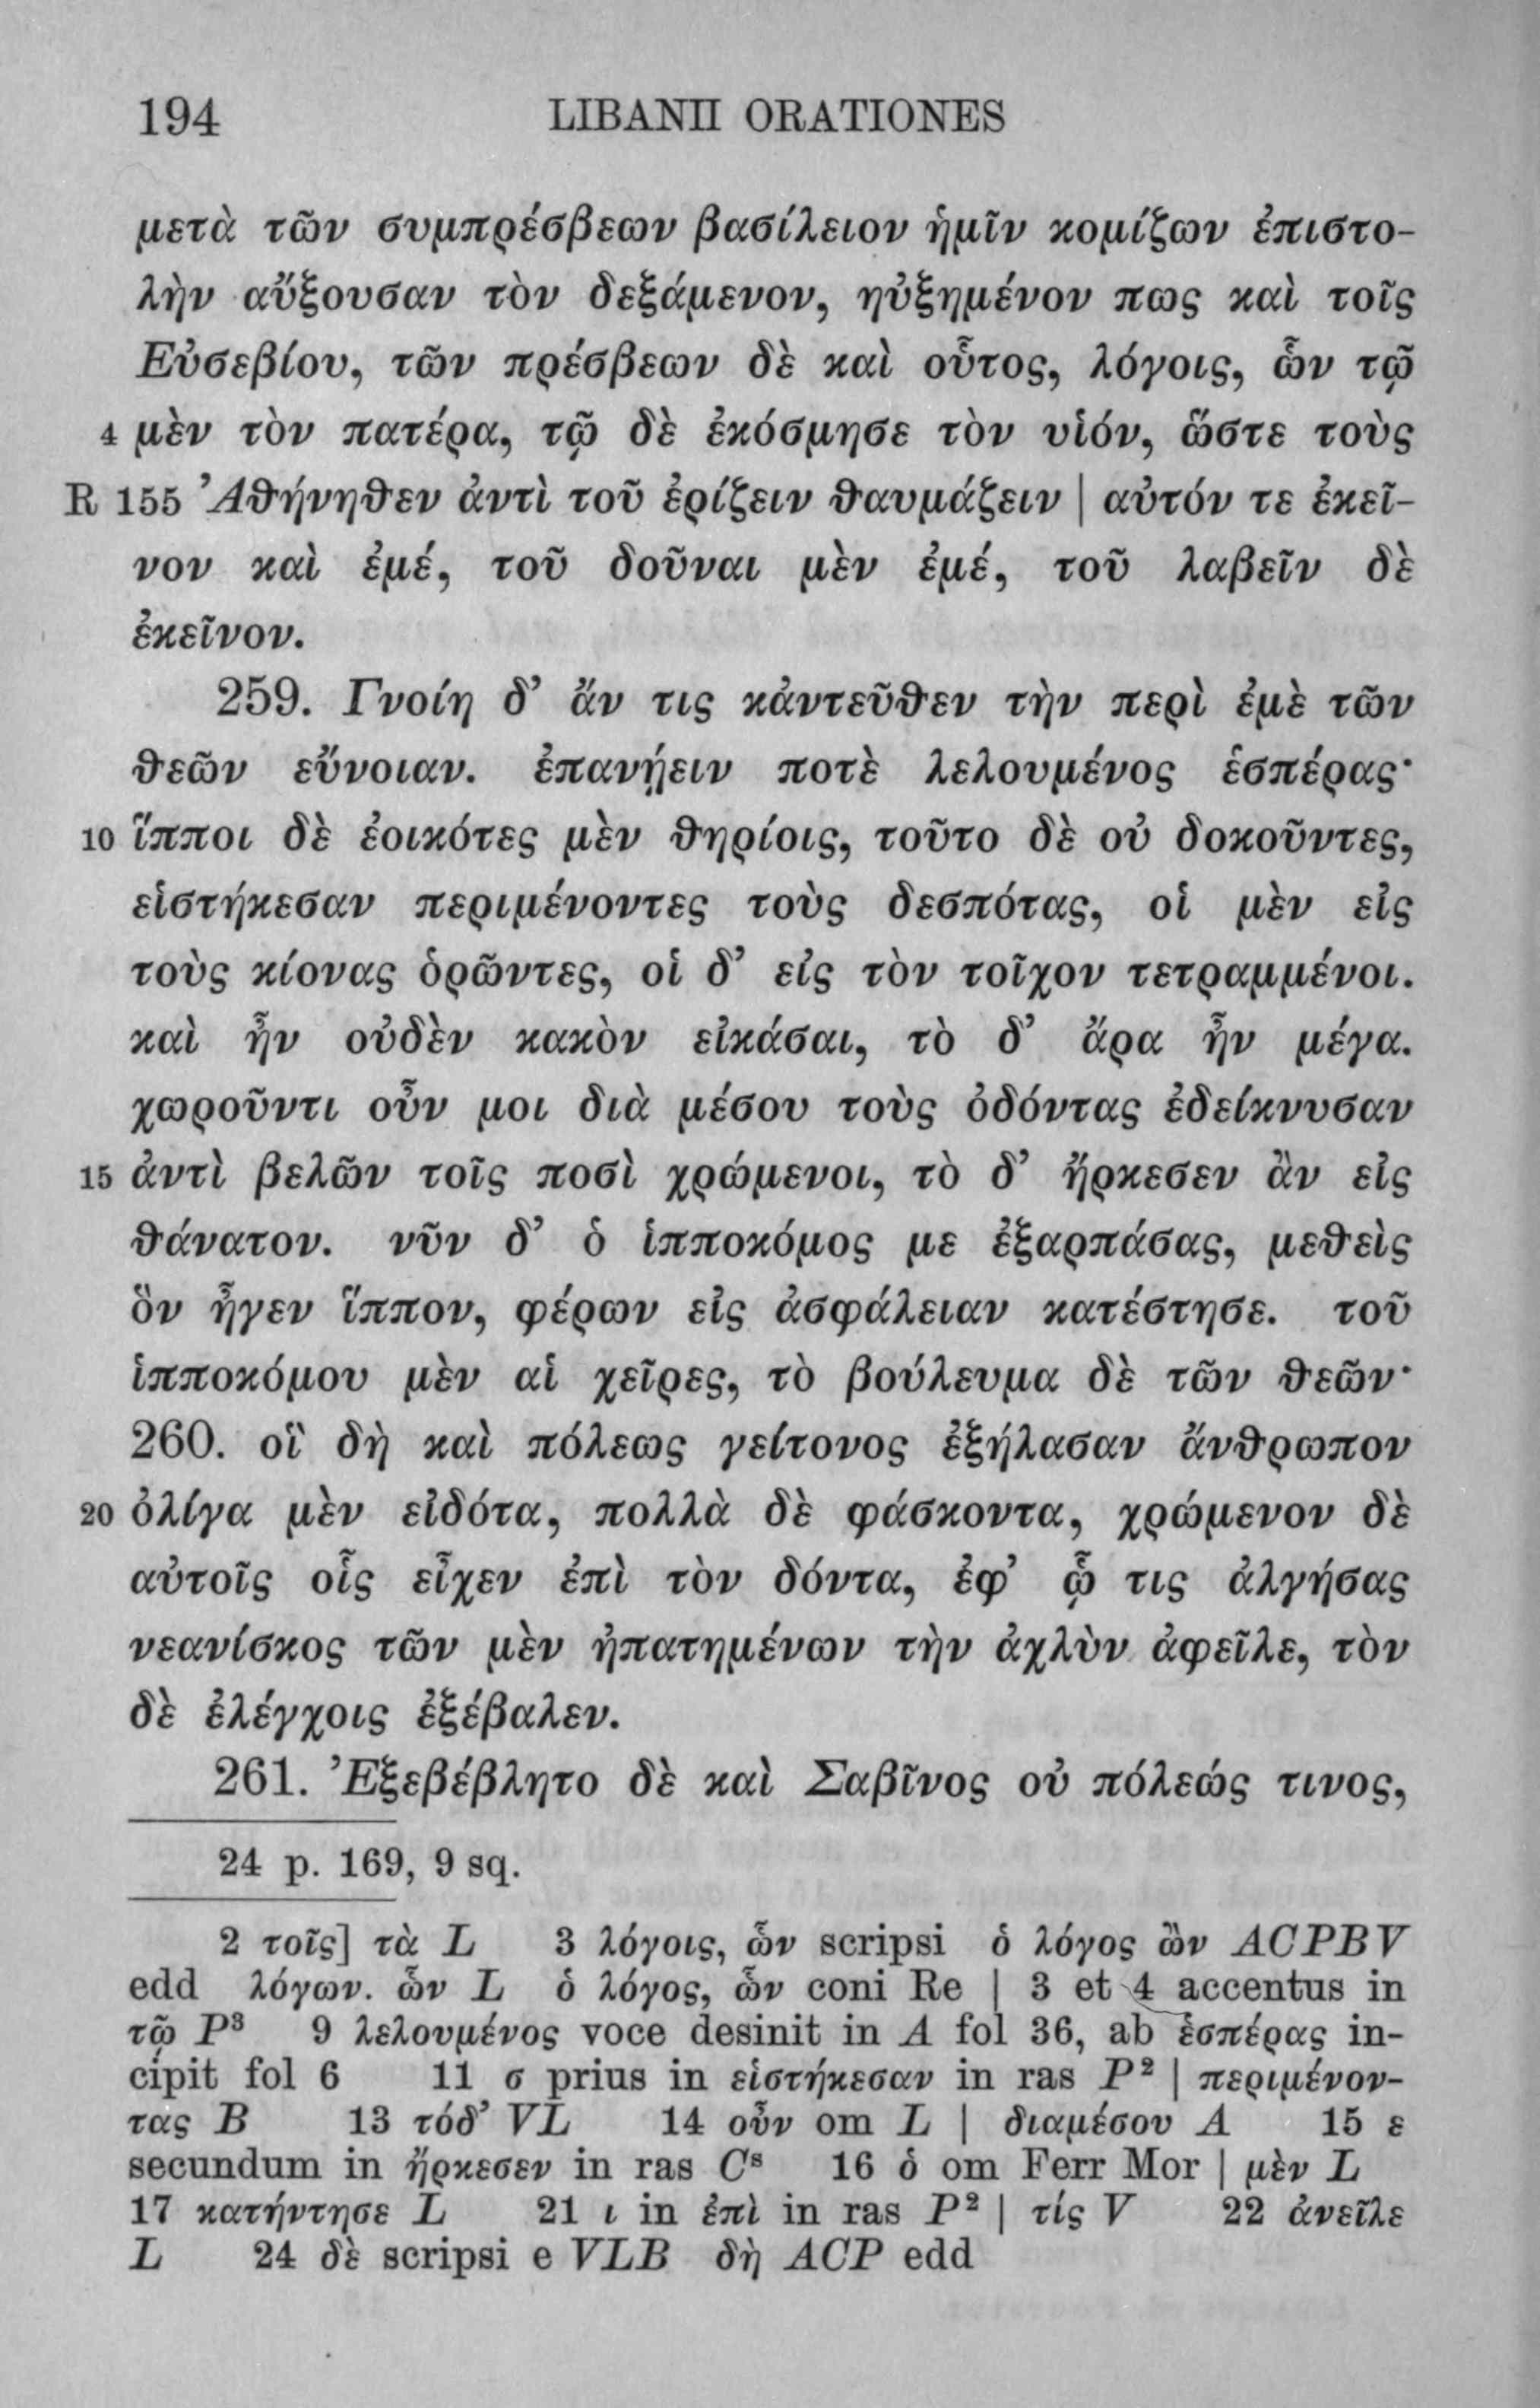 194 LIBANII ORATIONES
μετὰ τῶν συμπρέσβεων βασίλειον ἡμῖν κομίζων ἐπιστο-
λὴν αὔξουσαν τὸν δεξάμενον, ηὐξημένον πως καὶ τοῖς
Εὐσεβίου, τῶν πρέσβεων δὲ καὶ οὗτος, λόγοις, ὧν τῷ
4 μὲν τὸν πατέρα, τῷ δὲ ἐκόσμησε τὸν υἱόν, ὥστε τοὺς
R 155 Ἀθήνηθεν ἀντὶ τοῦ ἐρίζειν θαυμάζειν | αὐτόν τε ἐκεῖ-
νον καὶ ἐμέ, τοῦ δοῦναι μὲν ἐμέ, τοῦ λαβεῖν δὲ
ἐκεῖνον.
259. Γνοίη δ’ ἄν τις κἀντεῦθεν τὴν περὶ ἐμὲ τῶν
θεῶν εὔνοιαν. ἐπανῄειν ποτὲ λελουμένος ἑσπέρας·
10 ἵπποι δὲ ἐοικότες μὲν θηρίοις, τοῦτο δὲ οὐ δοκοῦντες,
εἱστήκεσαν περιμένοντες τοὺς δεσπότας, οἱ μὲν εἰς
τοὺς κίονας ὁρῶντες, οἱ δ’ εἰς τὸν τοῖχον τετραμμένοι.
καὶ ἦν οὐδὲν κακὸν εἰκάσαι, τὸ δ’ ἄρα ἦν μέγα.
χωροῦντι οὖν μοι διὰ μέσου τοὺς ὀδόντας ἐδείκνυσαν
15 ἀντὶ βελῶν τοῖς ποσὶ χρώμενοι, τὸ δ’ ἤρκεσεν ἂν εἰς
θάνατον. νῦν δ’ ὁ ἱπποκόμος με ἐξαρπάσας, μεθεὶς
ὃν ἦγεν ἵππον, φέρων εἰς ἀσφάλειαν κατέστησε. τοῦ
ἱπποκόμου μὲν αἱ χεῖρες, τὸ βούλευμα δὲ τῶν θεῶν·
260. οἳ δὴ καὶ πόλεως γείτονος ἐξήλασαν ἄνθρωπον
20 ὀλίγα μὲν εἰδότα, πολλὰ δὲ φάσκοντα, χρώμενον δὲ
αὐτοῖς οἷς εἶχεν ἐπὶ τὸν δόντα, ἐφ’ ᾧ τις ἀλγήσας
νεανίσκος τῶν μὲν ἠπατημένων τὴν ἀχλὺν ἀφεῖλε, τὸν
δὲ ἐλέγχοις ἐξέβαλεν.
261. Ἐξεβέβλητο δὲ καὶ Σαβῖνος οὐ πόλεώς τινος,
24 p. 169, 9 sq.
2 τοῖς] τὰ L 3 λόγοις, ὧν scripsi ὁ λόγος ὢν ACPBV
edd λόγων. ὧν L ὁ λόγος, ὧν coni Re | 3 et 4 accentus in
τῷ P³ 9 λελουμένος voce desinit in A fol 36, ab ἑσπέρας in-
cipit fol 6 11 σ prius in εἱστήκεσαν in ras P² | περιμένον-
τας B 13 τόδ’ VL 14 οὖν om L | διαμέσου A 15 ε
secundum in ἤρκεσεν in ras Cˢ 16 ὁ om Ferr Mor | μὲν L
17 κατήντησε L 21 ι in ἐπὶ in ras P² | τίς V 22 ἀνεῖλε
L 24 δὲ scripsi e VLB δὴ ACP edd